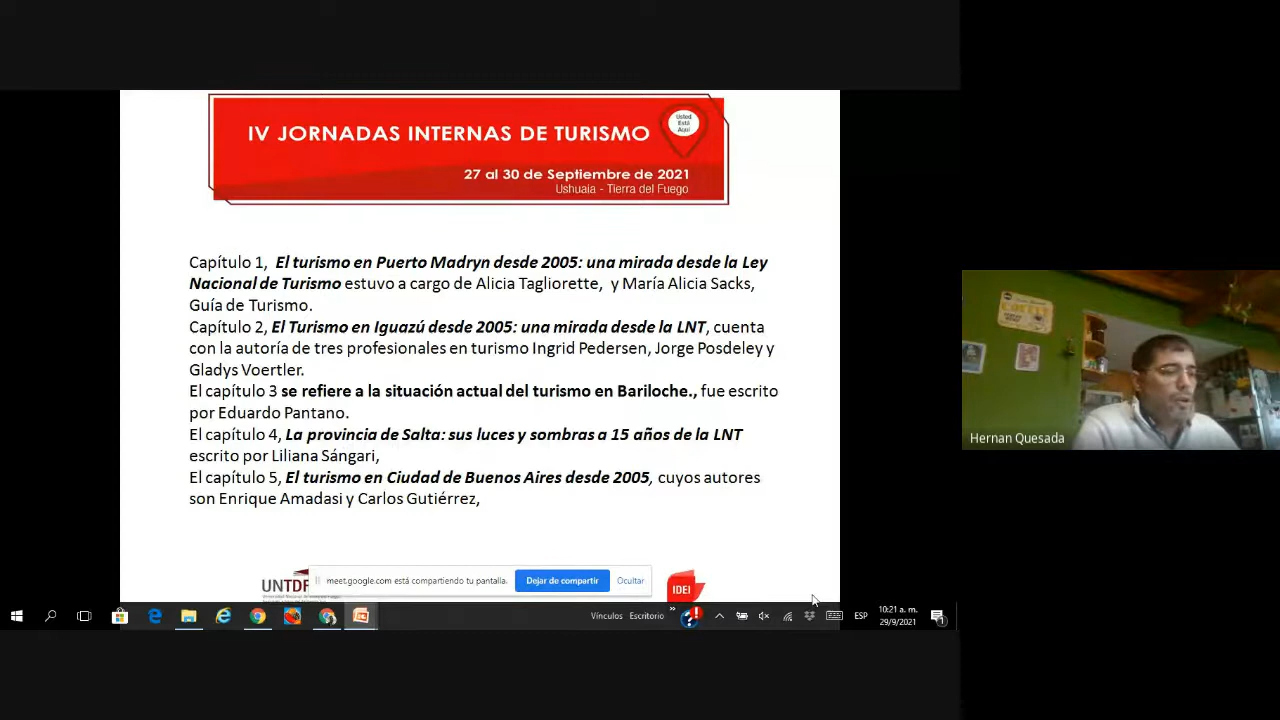 IV JORNADAS INTERNAS DE TURISMO
Usted
Está
Aquí
27 al 30 de Septiembre de 2021
Ushuaia - Tierra del Fuego
Capítulo 1, El turismo en Puerto Madryn desde 2005: una mirada desde la Ley
Nacional de Turismo estuvo a cargo de Alicia Tagliorette, y María Alicia Sacks,
Guía de Turismo.
Capítulo 2, El Turismo en Iguazú desde 2005: una mirada desde la LNT, cuenta
con la autoría de tres profesionales en turismo Ingrid Pedersen, Jorge Posdeley y
Gladys Voertler.
El capítulo 3 se refiere a la situación actual del turismo en Bariloche., fue escrito
por Eduardo Pantano.
El capítulo 4, La provincia de Salta: sus luces y sombras a 15 años de la LNT
escrito por Liliana Sángari,
El capítulo 5, El turismo en Ciudad de Buenos Aires desde 2005, cuyos autores
son Enrique Amadasi y Carlos Gutiérrez,
Hernan Quesada
UNTDF
meet.google.com está compartiendo tu pantalla.
Dejar de compartir
Ocultar
IDEI
Vínculos
Escritorio
ESP
10:21 a. m.
29/9/2021